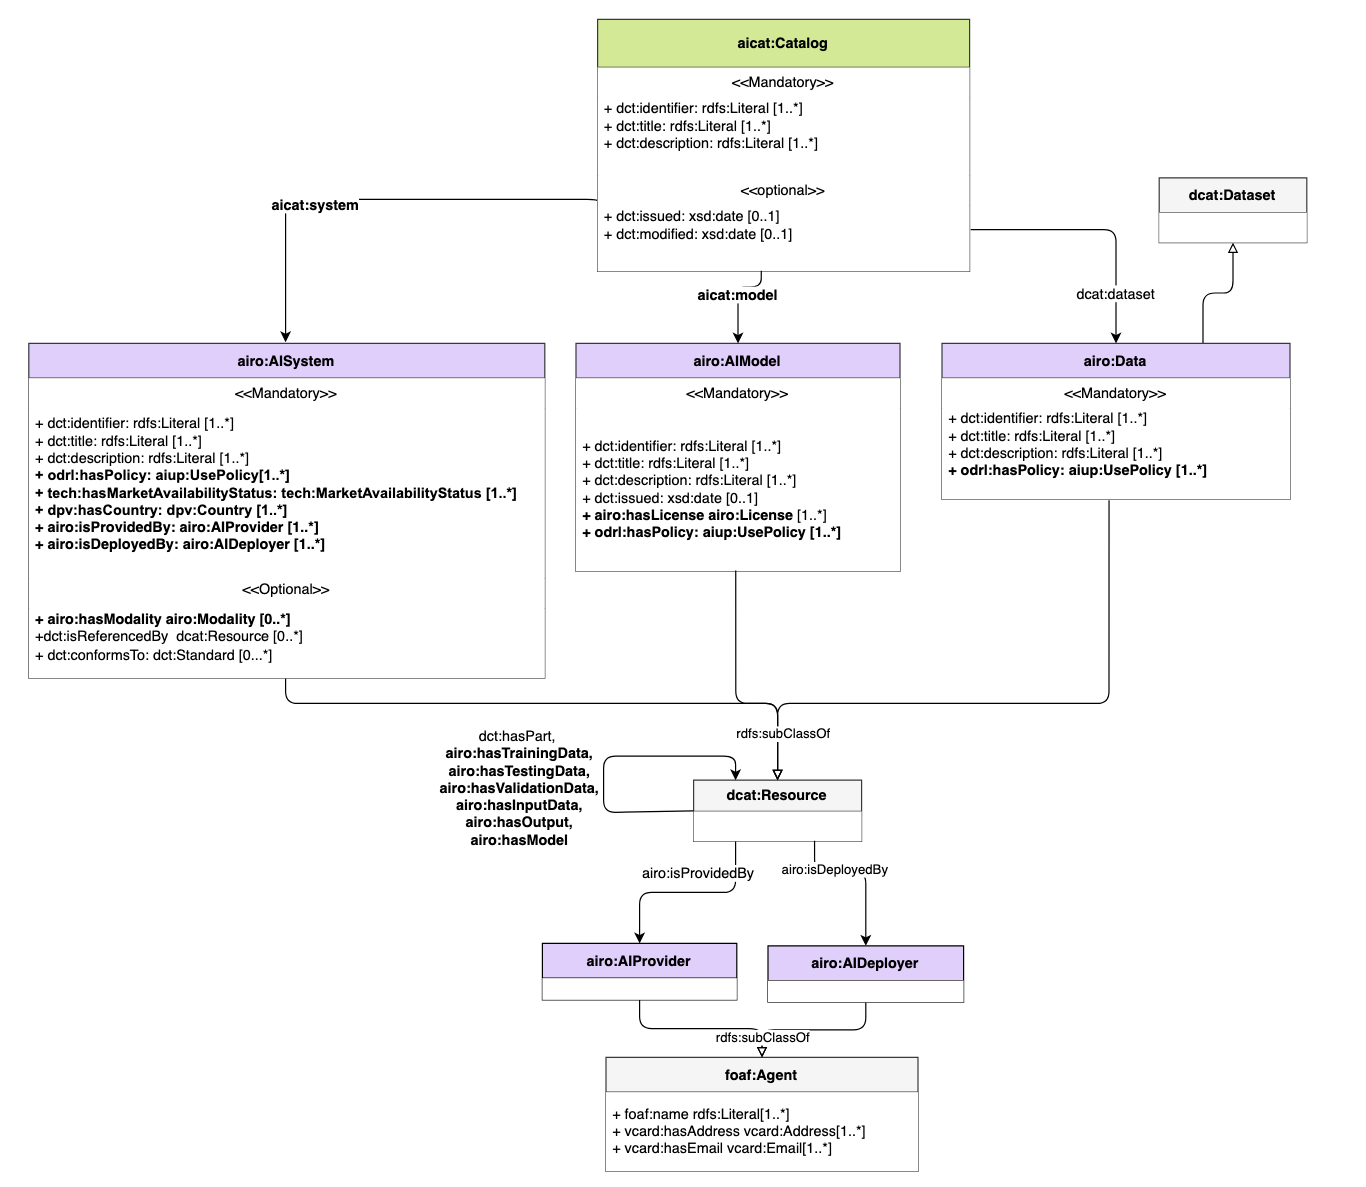 aicat:Catalog
<<Mandatory>>
+ dct:identifier: rdfs:Literal [1..*]
+ dct:title: rdfs:Literal [1..*]
+ dct:description: rdfs:Literal [1..*]
<<optional>>
+ dct:issued: xsd:date [0..1]
+ dct:modified: xsd:date [0..1]
dcat:Dataset
aicat:system
aicat:model
dcat:dataset
airo:AISystem
<<Mandatory>>
+ dct:identifier: rdfs:Literal [1..*]
+ dct:title: rdfs:Literal [1..*]
+ dct:description: rdfs:Literal [1..*]
+ odrl:hasPolicy: aiup:UsePolicy[1..*]
+ tech:hasMarketAvailabilityStatus: tech:MarketAvailabilityStatus [1..*]
+ dpv:hasCountry: dpv:Country [1..*]
+ airo:isProvidedBy: airo:AIProvider [1..*]
+ airo:isDeployedBy: airo:AIDeployer [1..*]
<<Optional>>
+ airo:hasModality airo:Modality [0..*]
+dct:isReferencedBy  dcat:Resource [0..*]
+ dct:conformsTo: dct:Standard [0...*]
airo:AIModel
<<Mandatory>>
+ dct:identifier: rdfs:Literal [1..*]
+ dct:title: rdfs:Literal [1..*]
+ dct:description: rdfs:Literal [1..*]
+ dct:issued: xsd:date [0..1]
+ airo:hasLicense airo:License [1..*]
+ odrl:hasPolicy: aiup:UsePolicy [1..*]
airo:Data
<<Mandatory>>
+ dct:identifier: rdfs:Literal [1..*]
+ dct:title: rdfs:Literal [1..*]
+ dct:description: rdfs:Literal [1..*]
+ odrl:hasPolicy: aiup:UsePolicy [1..*]
rdfs:subClassOf
dct:hasPart,
airo:hasTrainingData,
airo:hasTestingData,
airo:hasValidationData,
airo:hasInputData,
airo:hasOutput,
airo:hasModel
dcat:Resource
airo:isProvidedBy
airo:isDeployedBy
airo:AIProvider
airo:AIDeployer
rdfs:subClassOf
foaf:Agent
+ foaf:name rdfs:Literal[1..*]
+ vcard:hasAddress vcard:Address[1..*]
+ vcard:hasEmail vcard:Email[1..*]